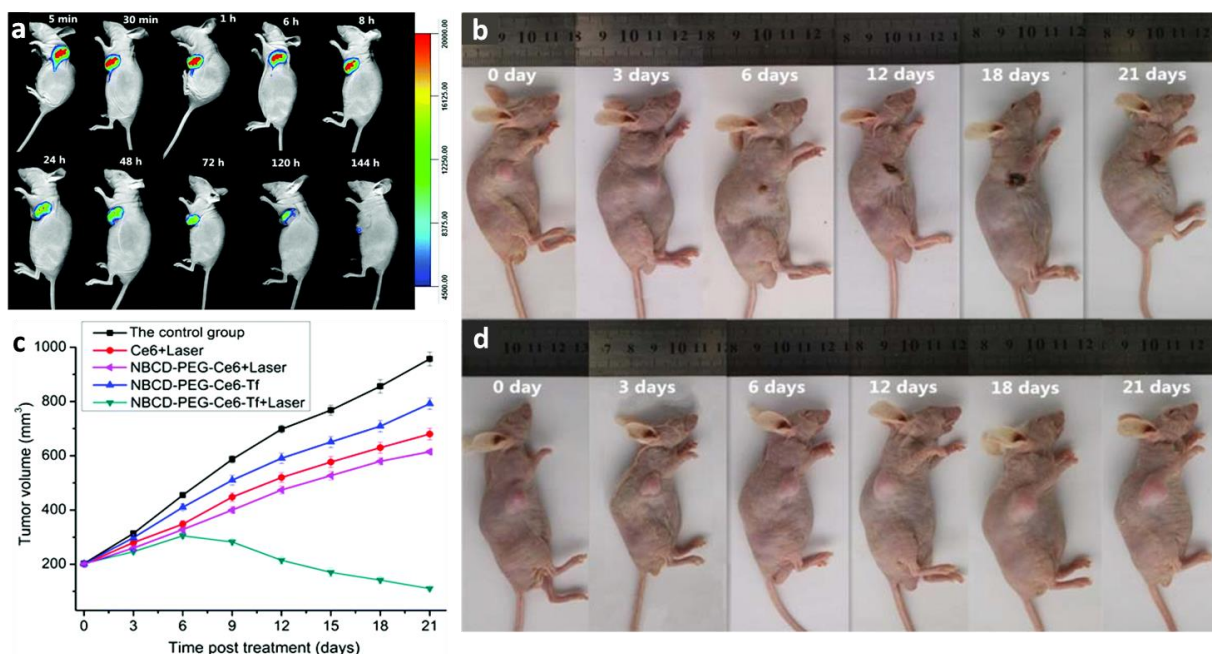 a
5 min 30 min 1 h 6 h 8 h
24 h 48 h 72 h 120 h 144 h
20000.00
16125.00
12250.00
8375.00
4500.00
b
0 day 3 days 6 days 12 days 18 days 21 days
c
The control group
Ce6+Laser
NBCD-PEG-Ce6+Laser
NBCD-PEG-Ce6-Tf
NBCD-PEG-Ce6-Tf+Laser
Tumor volume (mm³)
1000
800
600
400
200
0 3 6 9 12 15 18 21
Time post treatment (days)
d
0 day 3 days 6 days 12 days 18 days 21 days